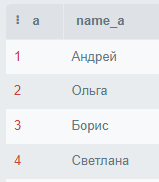 a name_a
1 Андрей
2 Ольга
3 Борис
4 Светлана